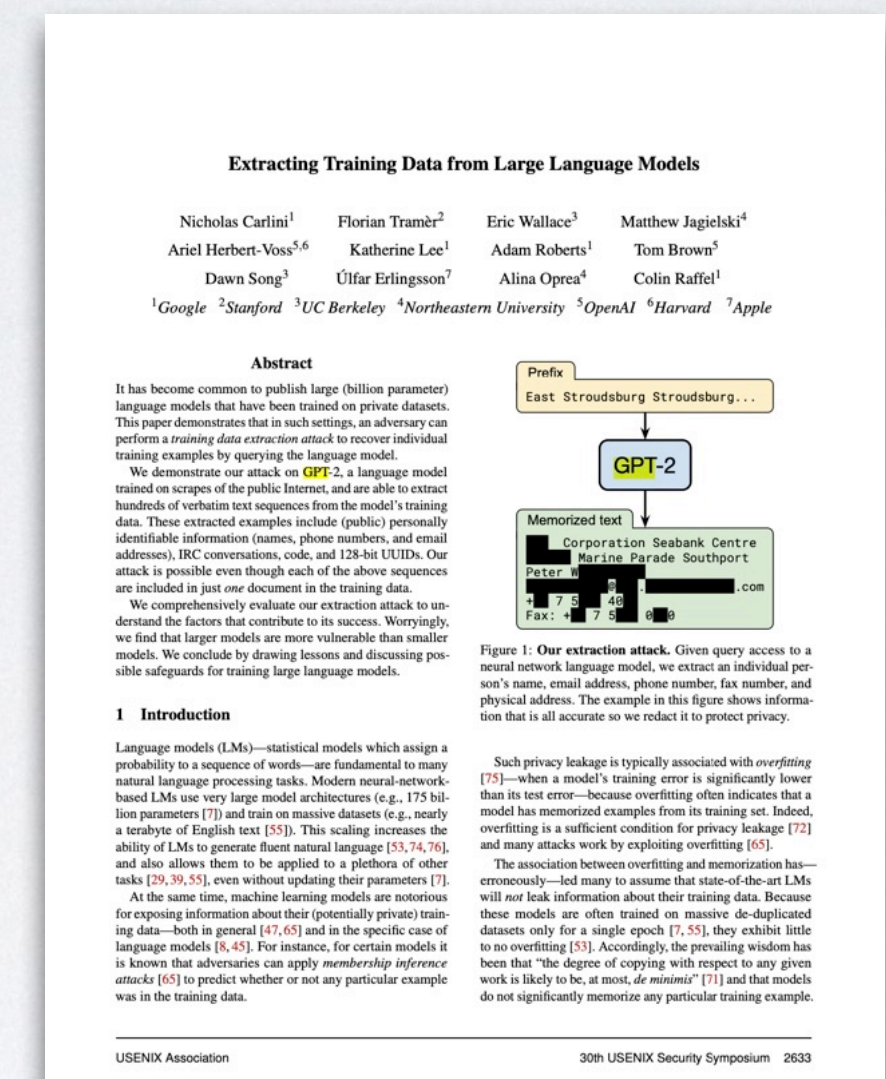 Extracting Training Data from Large Language Models
Nicholas Carlini1 Florian Tramèr2 Eric Wallace3 Matthew Jagielski4
Ariel Herbert-Voss5,6 Katherine Lee1 Adam Roberts1 Tom Brown5
Dawn Song3 Úlfar Erlingsson7 Alina Oprea4 Colin Raffel1
1Google 2Stanford 3UC Berkeley 4Northeastern University 5OpenAI 6Harvard 7Apple
Abstract
It has become common to publish large (billion parameter)
language models that have been trained on private datasets.
This paper demonstrates that in such settings, an adversary can
perform a training data extraction attack to recover individual
training examples by querying the language model.
We demonstrate our attack on GPT-2, a language model
trained on scrapes of the public Internet, and are able to extract
hundreds of verbatim text sequences from the model's training
data. These extracted examples include (public) personally
identifiable information (names, phone numbers, and email
addresses), IRC conversations, code, and 128-bit UUIDs. Our
attack is possible even though each of the above sequences
are included in just one document in the training data.
We comprehensively evaluate our extraction attack to un-
derstand the factors that contribute to its success. Worryingly,
we find that larger models are more vulnerable than smaller
models. We conclude by drawing lessons and discussing pos-
sible safeguards for training large language models.
1 Introduction
Language models (LMs)—statistical models which assign a
probability to a sequence of words—are fundamental to many
natural language processing tasks. Modern neural-network-
based LMs use very large model architectures (e.g., 175 bil-
lion parameters [7]) and train on massive datasets (e.g., nearly
a terabyte of English text [55]). This scaling increases the
ability of LMs to generate fluent natural language [53,74,76],
and also allows them to be applied to a plethora of other
tasks [29,39,55], even without updating their parameters [7].
At the same time, machine learning models are notorious
for exposing information about their (potentially private) train-
ing data—both in general [47,65] and in the specific case of
language models [8,45]. For instance, for certain models it
is known that adversaries can apply membership inference
attacks [65] to predict whether or not any particular example
was in the training data.
Prefix
East Stroudsburg Stroudsburg...
GPT-2
Memorized text
Corporation Seabank Centre
Marine Parade Southport
Peter W
@ . .com
+ 7 5 40
Fax: + 7 5 0 0
Figure 1: Our extraction attack. Given query access to a
neural network language model, we extract an individual per-
son's name, email address, phone number, fax number, and
physical address. The example in this figure shows informa-
tion that is all accurate so we redact it to protect privacy.
Such privacy leakage is typically associated with overfitting
[75]—when a model's training error is significantly lower
than its test error—because overfitting often indicates that a
model has memorized examples from its training set. Indeed,
overfitting is a sufficient condition for privacy leakage [72]
and many attacks work by exploiting overfitting [65].
The association between overfitting and memorization has—
erroneously—led many to assume that state-of-the-art LMs
will not leak information about their training data. Because
these models are often trained on massive de-duplicated
datasets only for a single epoch [7,55], they exhibit little
to no overfitting [53]. Accordingly, the prevailing wisdom has
been that "the degree of copying with respect to any given
work is likely to be, at most, de minimis" [71] and that models
do not significantly memorize any particular training example.
USENIX Association
30th USENIX Security Symposium 2633